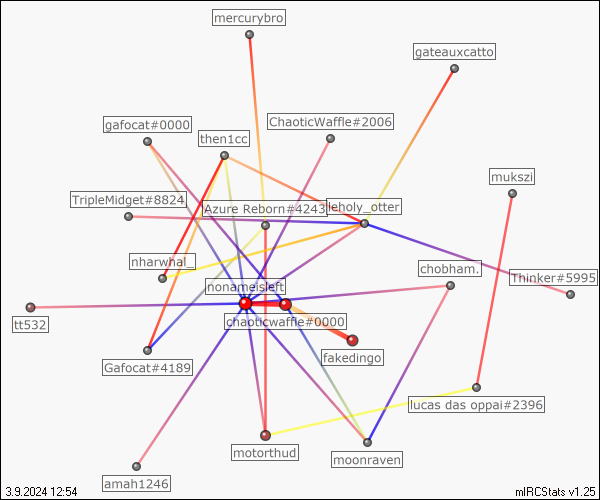 mercurybro
gateauxcatto
gafocat#0000
ChaoticWaffle#2006
then1cc
mukszi
TripleMidget#8824
Azure Reborn#4243
leholy_otter
nharwhal_
chobham.
Thinker#5995
nonameisleft
tt532
chaoticwaffle#0000
fakedingo
Gafocat#4189
lucas das oppai#2396
motorthud
moonraven
amah1246
3.9.2024 12:54
mIRCStats v1.25